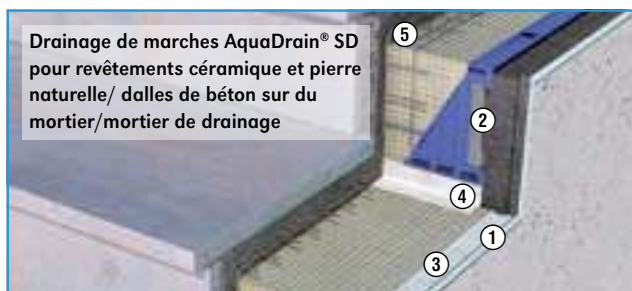 Drainage de marches AquaDrain® SD
pour revêtements céramique et pierre
naturelle/ dalles de béton sur du
mortier/mortier de drainage
5
2
4
1
3